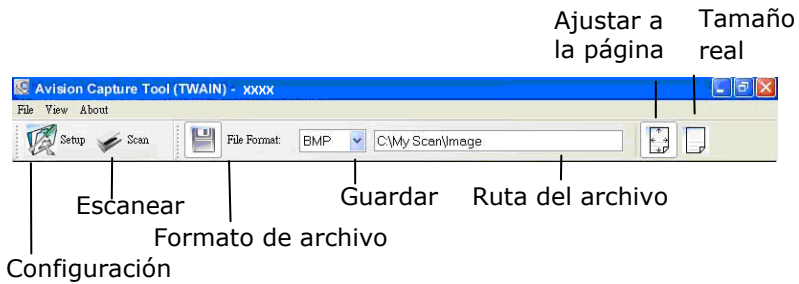 Ajustar a
la página
Tamaño
real
Avision Capture Tool (TWAIN) - xxxx
File View About
Setup Scan File Format: BMP C:\My Scan\Image
Escanear
Guardar
Ruta del archivo
Formato de archivo
Configuración